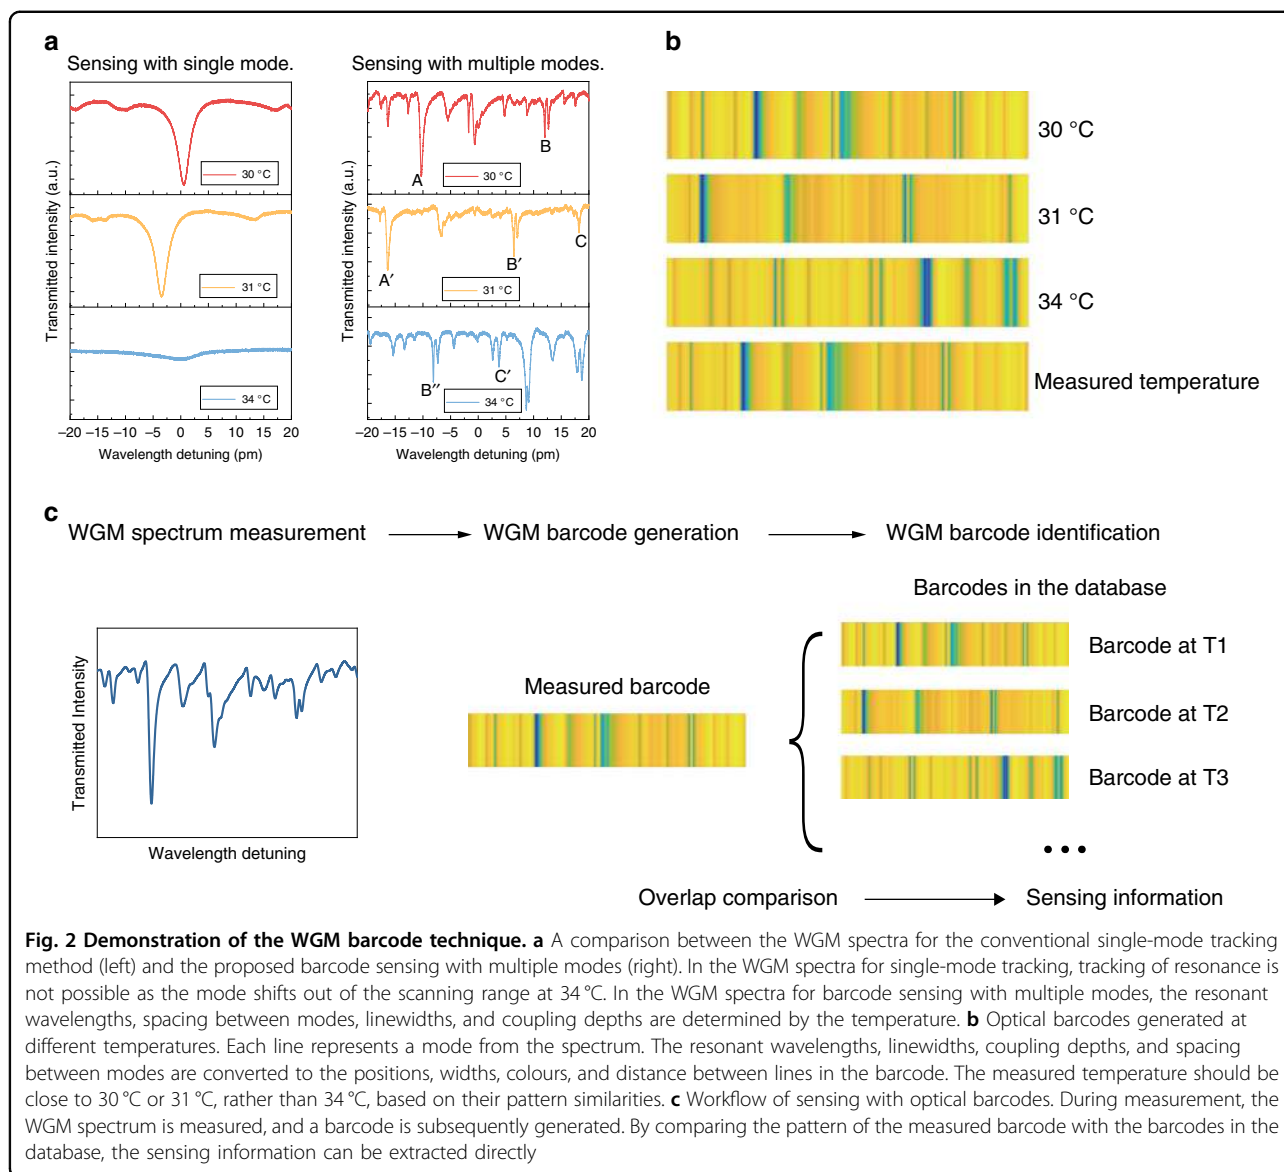 a
Sensing with single mode.
Sensing with multiple modes.
Transmitted intensity (a.u.)
30 °C
31 °C
34 °C
−20 −15 −10 −5 0 5 10 15 20
Wavelength detuning (pm)
Transmitted intensity (a.u.)
A
B
30 °C
A′
B′
C
31 °C
B″
C′
34 °C
−20 −15 −10 −5 0 5 10 15 20
Wavelength detuning (pm)
b
30 °C
31 °C
34 °C
Measured temperature
c
WGM spectrum measurement
WGM barcode generation
WGM barcode identification
Transmitted Intensity
Wavelength detuning
Measured barcode
Barcodes in the database
Barcode at T1
Barcode at T2
Barcode at T3
Overlap comparison
Sensing information
Fig. 2 Demonstration of the WGM barcode technique. a A comparison between the WGM spectra for the conventional single-mode tracking
method (left) and the proposed barcode sensing with multiple modes (right). In the WGM spectra for single-mode tracking, tracking of resonance is
not possible as the mode shifts out of the scanning range at 34 °C. In the WGM spectra for barcode sensing with multiple modes, the resonant
wavelengths, spacing between modes, linewidths, and coupling depths are determined by the temperature. b Optical barcodes generated at
different temperatures. Each line represents a mode from the spectrum. The resonant wavelengths, linewidths, coupling depths, and spacing
between modes are converted to the positions, widths, colours, and distance between lines in the barcode. The measured temperature should be
close to 30 °C or 31 °C, rather than 34 °C, based on their pattern similarities. c Workflow of sensing with optical barcodes. During measurement, the
WGM spectrum is measured, and a barcode is subsequently generated. By comparing the pattern of the measured barcode with the barcodes in the
database, the sensing information can be extracted directly